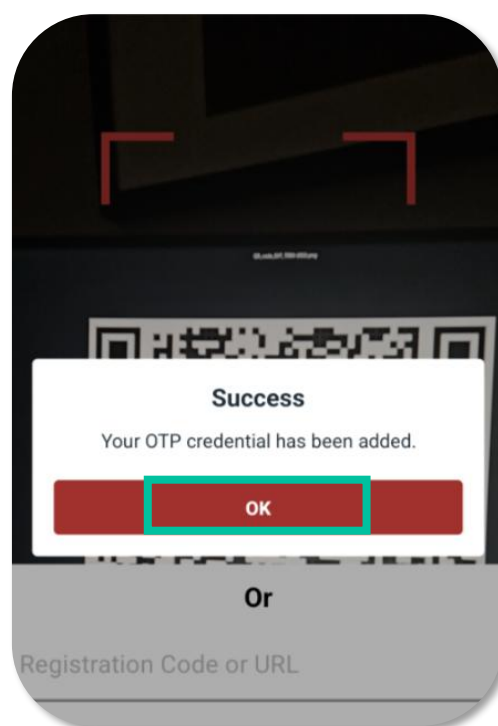 Success
Your OTP credential has been added.
OK
Or
Registration Code or URL